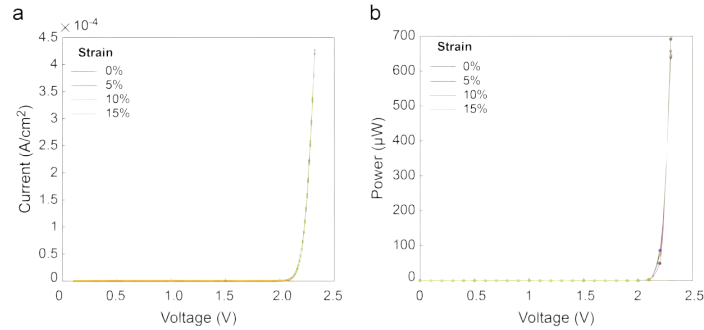 a
× 10⁻⁴
4.5
4
3.5
3
2.5
2
1.5
1
0.5
0
Current (A/cm²)
Strain
0%
5%
10%
15%
0 0.5 1.0 1.5 2.0 2.5
Voltage (V)
b
700
600
500
400
300
200
100
0
Power (µW)
Strain
0%
5%
10%
15%
0 0.5 1 1.5 2 2.5
Voltage (V)